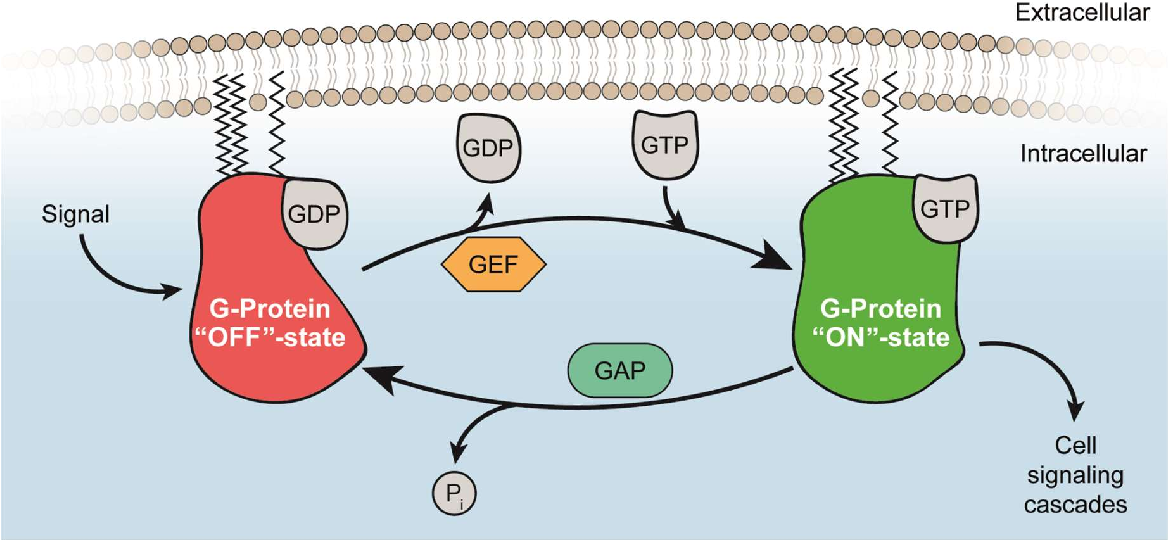 Extracellular
Intracellular
GDP
GTP
Signal
GDP
GTP
GEF
G-Protein
“OFF”-state
G-Protein
“ON”-state
GAP
Pi
Cell
signaling
cascades